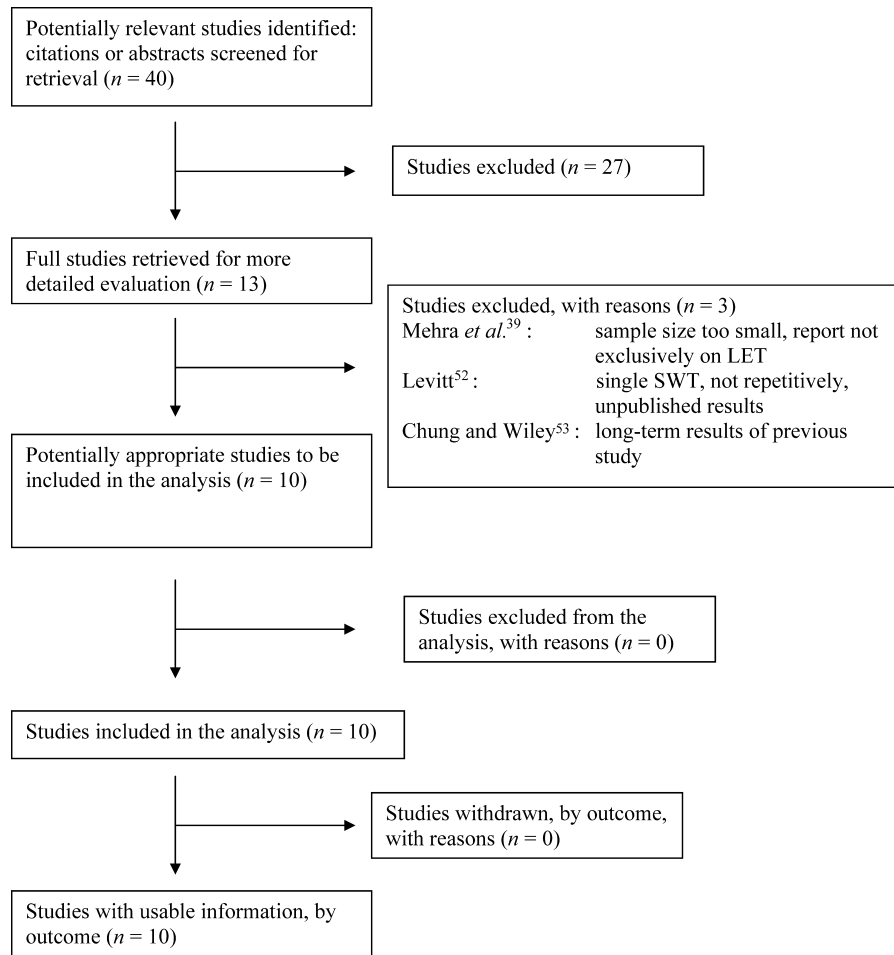 Potentially relevant studies identified:
citations or abstracts screened for
retrieval (n = 40)
Studies excluded (n = 27)
Full studies retrieved for more
detailed evaluation (n = 13)
Studies excluded, with reasons (n = 3)
Mehra et al.39 : sample size too small, report not
exclusively on LET
Levitt52 : single SWT, not repetitively,
unpublished results
Chung and Wiley53 : long-term results of previous
study
Potentially appropriate studies to be
included in the analysis (n = 10)
Studies excluded from the
analysis, with reasons (n = 0)
Studies included in the analysis (n = 10)
Studies withdrawn, by outcome,
with reasons (n = 0)
Studies with usable information, by
outcome (n = 10)